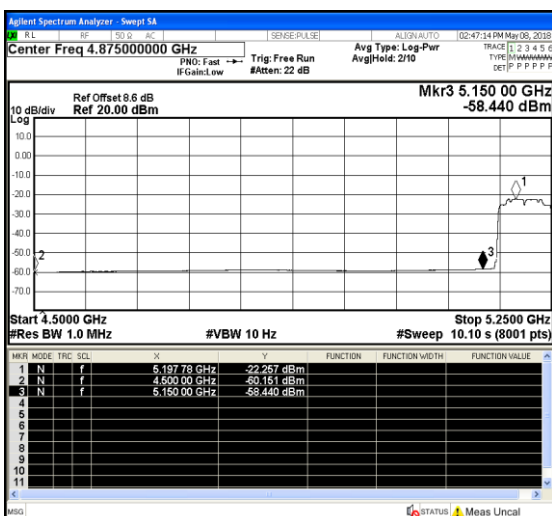 Agilent Spectrum Analyzer - Swept SA
RL RF 50 Ω AC SENSE:PULSE ALIGNAUTO 02:47:14 PM May 08, 2018
Center Freq 4.875000000 GHz Avg Type: Log-Pwr TRACE 1 2 3 4 5 6
PNO: Fast Trig: Free Run Avg|Hold: 2/10 TYPE M
IFGain:Low #Atten: 22 dB DET P P P P P P
Mkr3 5.150 00 GHz
Ref Offset 8.6 dB
10 dB/div Ref 20.00 dBm -58.440 dBm
Log
10.0
0.00
-10.0
1
-20.0
-30.0
-40.0
2 3
-50.0
-60.0
-70.0
Start 4.5000 GHz Stop 5.2500 GHz
#Res BW 1.0 MHz #VBW 10 Hz #Sweep 10.10 s (8001 pts)
MKR MODE TRC SCL X Y FUNCTION FUNCTION WIDTH FUNCTION VALUE
1 N f 5.197 78 GHz -22.257 dBm
2 N f 4.500 00 GHz -60.151 dBm
3 N f 5.150 00 GHz -58.440 dBm
4
5
6
7
8
9
10
11
MSG STATUS Meas Uncal